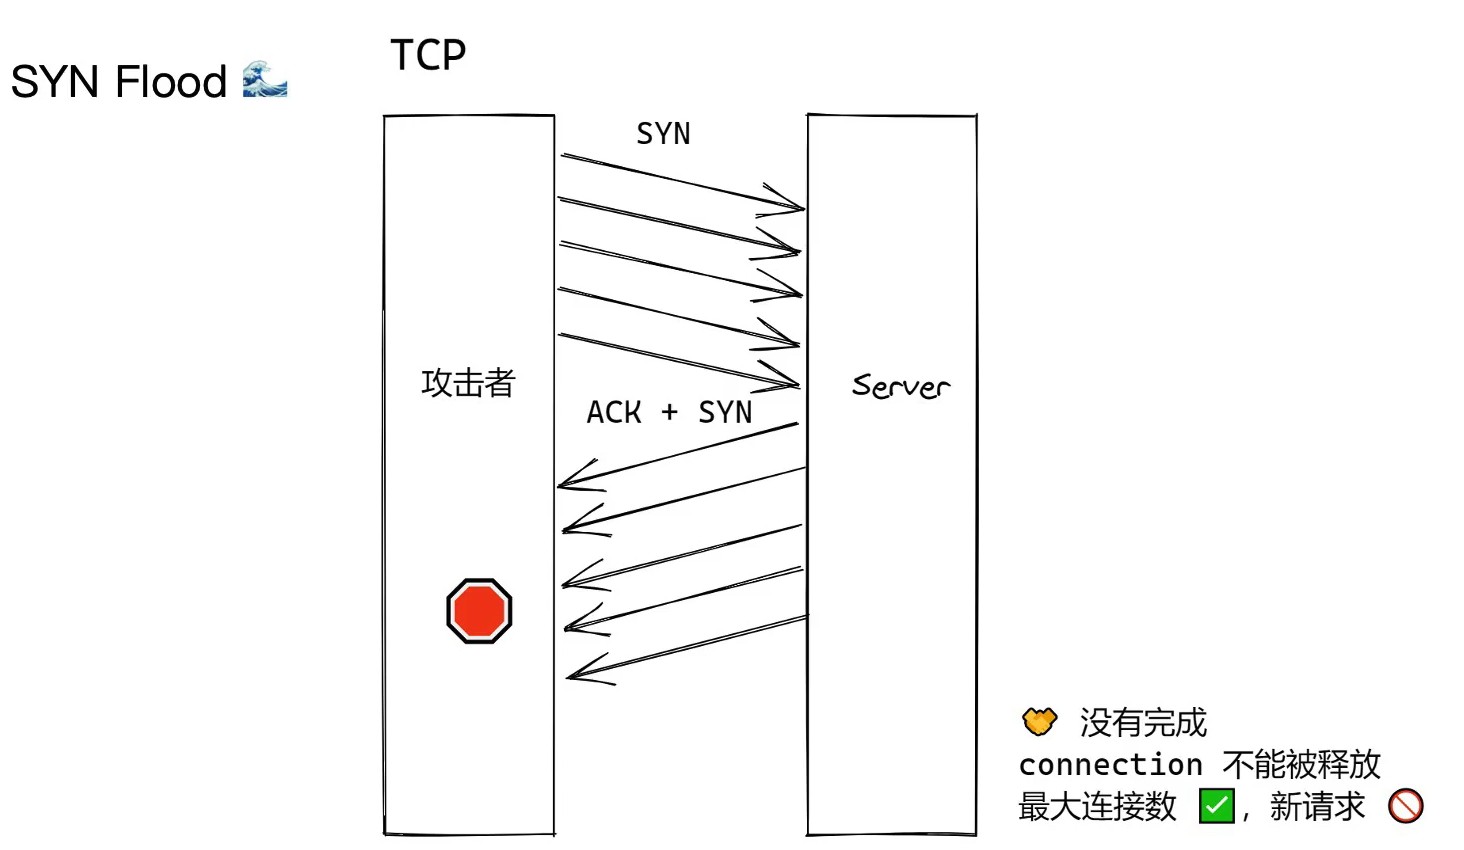 TCP
SYN Flood 🌊
SYN
攻击者
Server
ACK + SYN
🤝 没有完成
connection 不能被释放
最大连接数 ✅, 新请求 🚫